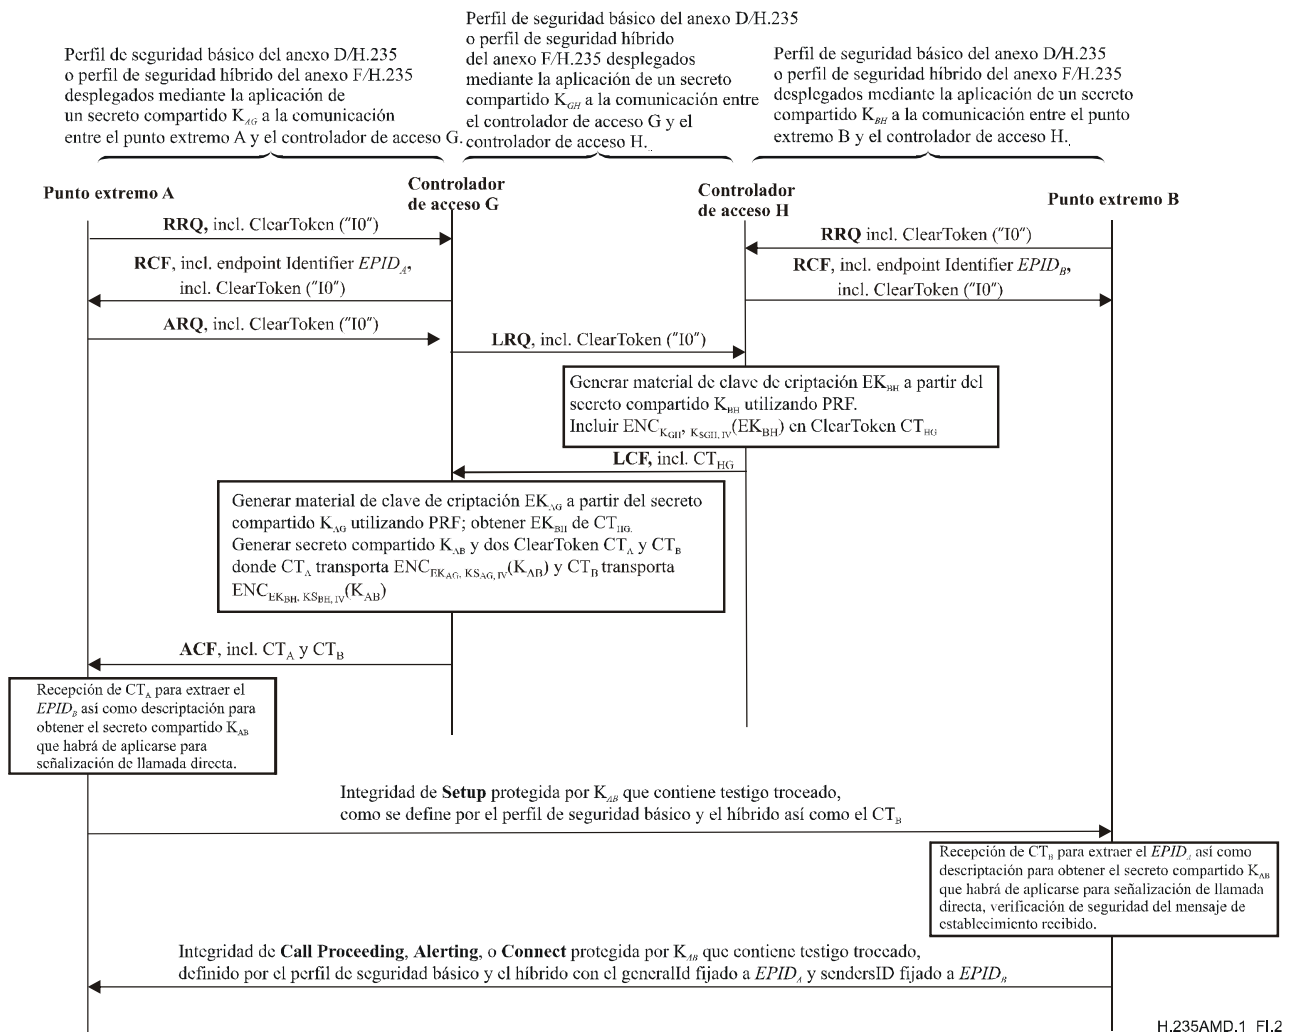 Perfil de seguridad básico del anexo D/H.235
o perfil de seguridad híbrido del anexo F/H.235
desplegados mediante la aplicación de
un secreto compartido K_AG a la comunicación
entre el punto extremo A y el controlador de acceso G.
Perfil de seguridad básico del anexo D/H.235
o perfil de seguridad híbrido
del anexo F/H.235 desplegados
mediante la aplicación de un secreto
compartido K_GH a la comunicación entre
el controlador de acceso G y el
controlador de acceso H.
Perfil de seguridad básico del anexo D/H.235
o perfil de seguridad híbrido del anexo F/H.235
desplegados mediante la aplicación de un secreto
compartido K_BH a la comunicación entre el punto
extremo B y el controlador de acceso H.
Punto extremo A
Controlador
de acceso G
Controlador
de acceso H
Punto extremo B
RRQ, incl. ClearToken ("I0")
RRQ incl. ClearToken ("I0")
RCF, incl. endpoint Identifier EPID_A,
incl. ClearToken ("I0")
RCF, incl. endpoint Identifier EPID_B,
incl. ClearToken ("I0")
ARQ, incl. ClearToken ("I0")
LRQ, incl. ClearToken ("I0")
Generar material de clave de criptación EK_BH a partir del
secreto compartido K_BH utilizando PRF.
Incluir ENC_K_GH, K_SGH, IV(EK_BH) en ClearToken CT_HG
LCF, incl. CT_HG
Generar material de clave de criptación EK_AG a partir del secreto
compartido K_AG utilizando PRF; obtener EK_BH de CT_HG.
Generar secreto compartido K_AB y dos ClearToken CT_A y CT_B
donde CT_A transporta ENC_EK_AG, KS_AG, IV(K_AB) y CT_B transporta
ENC_EK_BH, KS_BH, IV(K_AB)
ACF, incl. CT_A y CT_B
Recepción de CT_A para extraer el
EPID_B así como descriptación para
obtener el secreto compartido K_AB
que habrá de aplicarse para
señalización de llamada directa.
Integridad de Setup protegida por K_AB que contiene testigo troceado,
como se define por el perfil de seguridad básico y el híbrido así como el CT_B
Recepción de CT_B para extraer el EPID_A así como
descriptación para obtener el secreto compartido K_AB
que habrá de aplicarse para señalización de llamada
directa, verificación de seguridad del mensaje de
establecimiento recibido.
Integridad de Call Proceeding, Alerting, o Connect protegida por K_AB que contiene testigo troceado,
definido por el perfil de seguridad básico y el híbrido con el generalId fijado a EPID_A y sendersID fijado a EPID_B
H.235AMD.1_FI.2